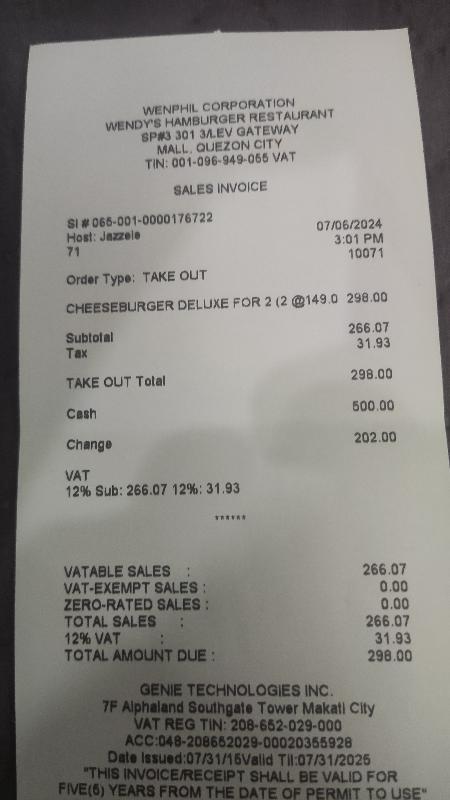 WENPHIL CORPORATION
WENDY'S HAMBURGER RESTAURANT
SP#3 301 3/LEV GATEWAY
MALL, QUEZON CITY
TIN: 001-096-949-055 VAT
SALES INVOICE
SI # 065-001-0000176722
07/06/2024
Host: Jazzele
3:01 PM
71
10071
Order Type: TAKE OUT
CHEESEBURGER DELUXE FOR 2 (2 @149.0 298.00
Subtotal 266.07
Tax 31.93
TAKE OUT Total 298.00
Cash 500.00
Change 202.00
VAT
12% Sub: 266.07 12%: 31.93
******
VATABLE SALES : 266.07
VAT-EXEMPT SALES : 0.00
ZERO-RATED SALES : 0.00
TOTAL SALES : 266.07
12% VAT : 31.93
TOTAL AMOUNT DUE : 298.00
GENIE TECHNOLOGIES INC.
7F Alphaland Southgate Tower Makati City
VAT REG TIN: 208-652-029-000
ACC:048-208652029-00020355928
Date Issued:07/31/15Valid Til:07/31/2025
"THIS INVOICE/RECEIPT SHALL BE VALID FOR
FIVE(5) YEARS FROM THE DATE OF PERMIT TO USE"